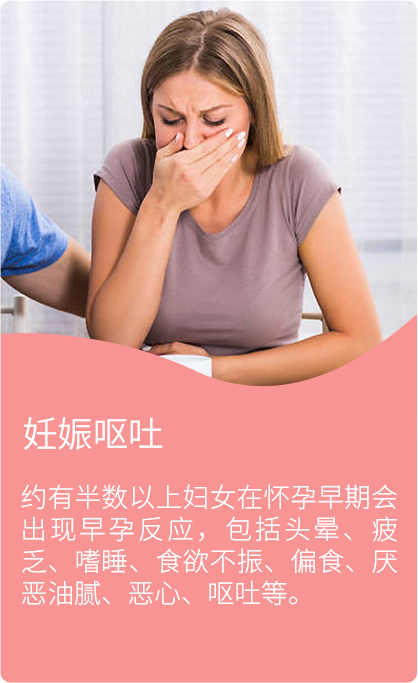 妊娠呕吐
约有半数以上妇女在怀孕早期会
出现早孕反应，包括头晕、疲
乏、嗜睡、食欲不振、偏食、厌
恶油腻、恶心、呕吐等。